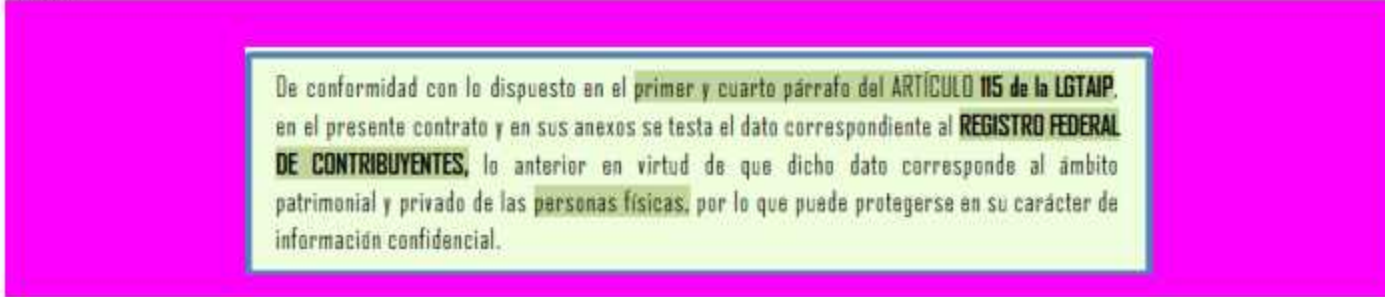 De conformidad con lo dispuesto en el primer y cuarto párrafo del ARTÍCULO 115 de la LGTAIP,
en el presente contrato y en sus anexos se testa el dato correspondiente al REGISTRO FEDERAL
DE CONTRIBUYENTES, lo anterior en virtud de que dicho dato corresponde al ámbito
patrimonial y privado de las personas físicas, por lo que puede protegerse en su carácter de
información confidencial.